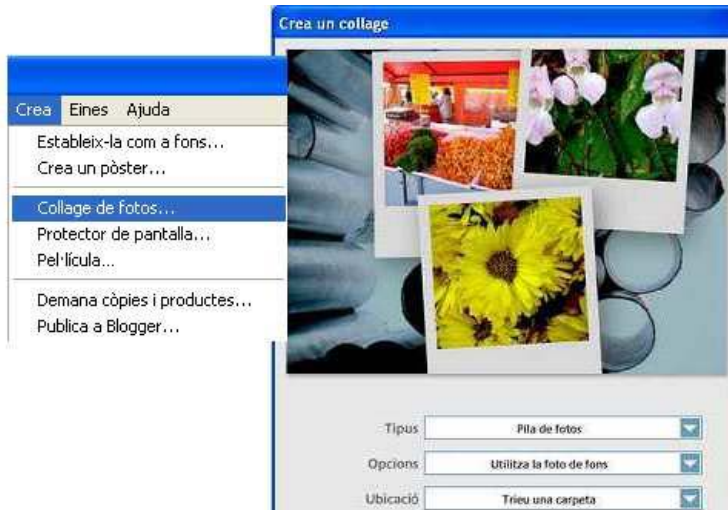 Crea un collage
Crea Eines Ajuda
Estableix-la com a fons...
Crea un pòster...
Collage de fotos...
Protector de pantalla...
Pel·lícula...
Demana còpies i productes...
Publica a Blogger...
Tipus Pila de fotos
Opcions Utilitza la foto de fons
Ubicació Trieu una carpeta